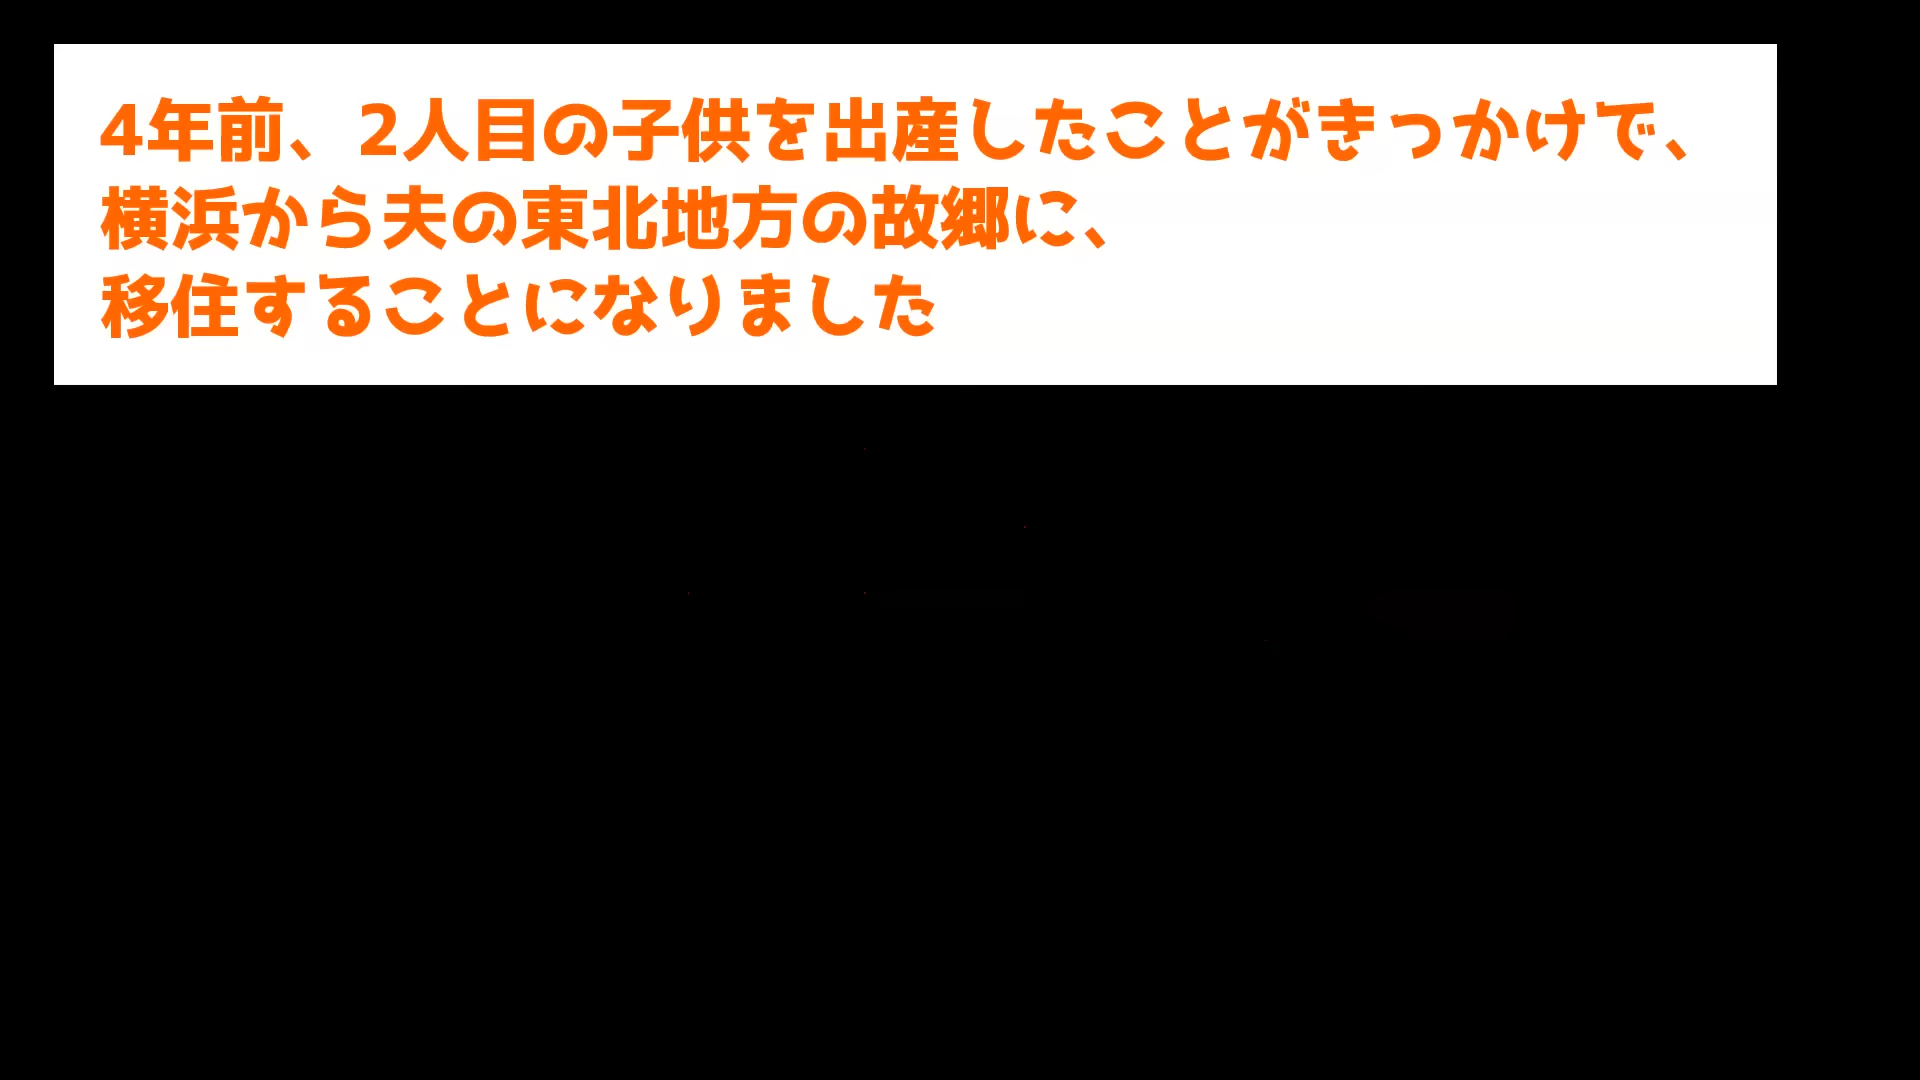 4年前、2人目の子供を出産したことがきっかけで、
横浜から夫の東北地方の故郷に、
移住することになりました